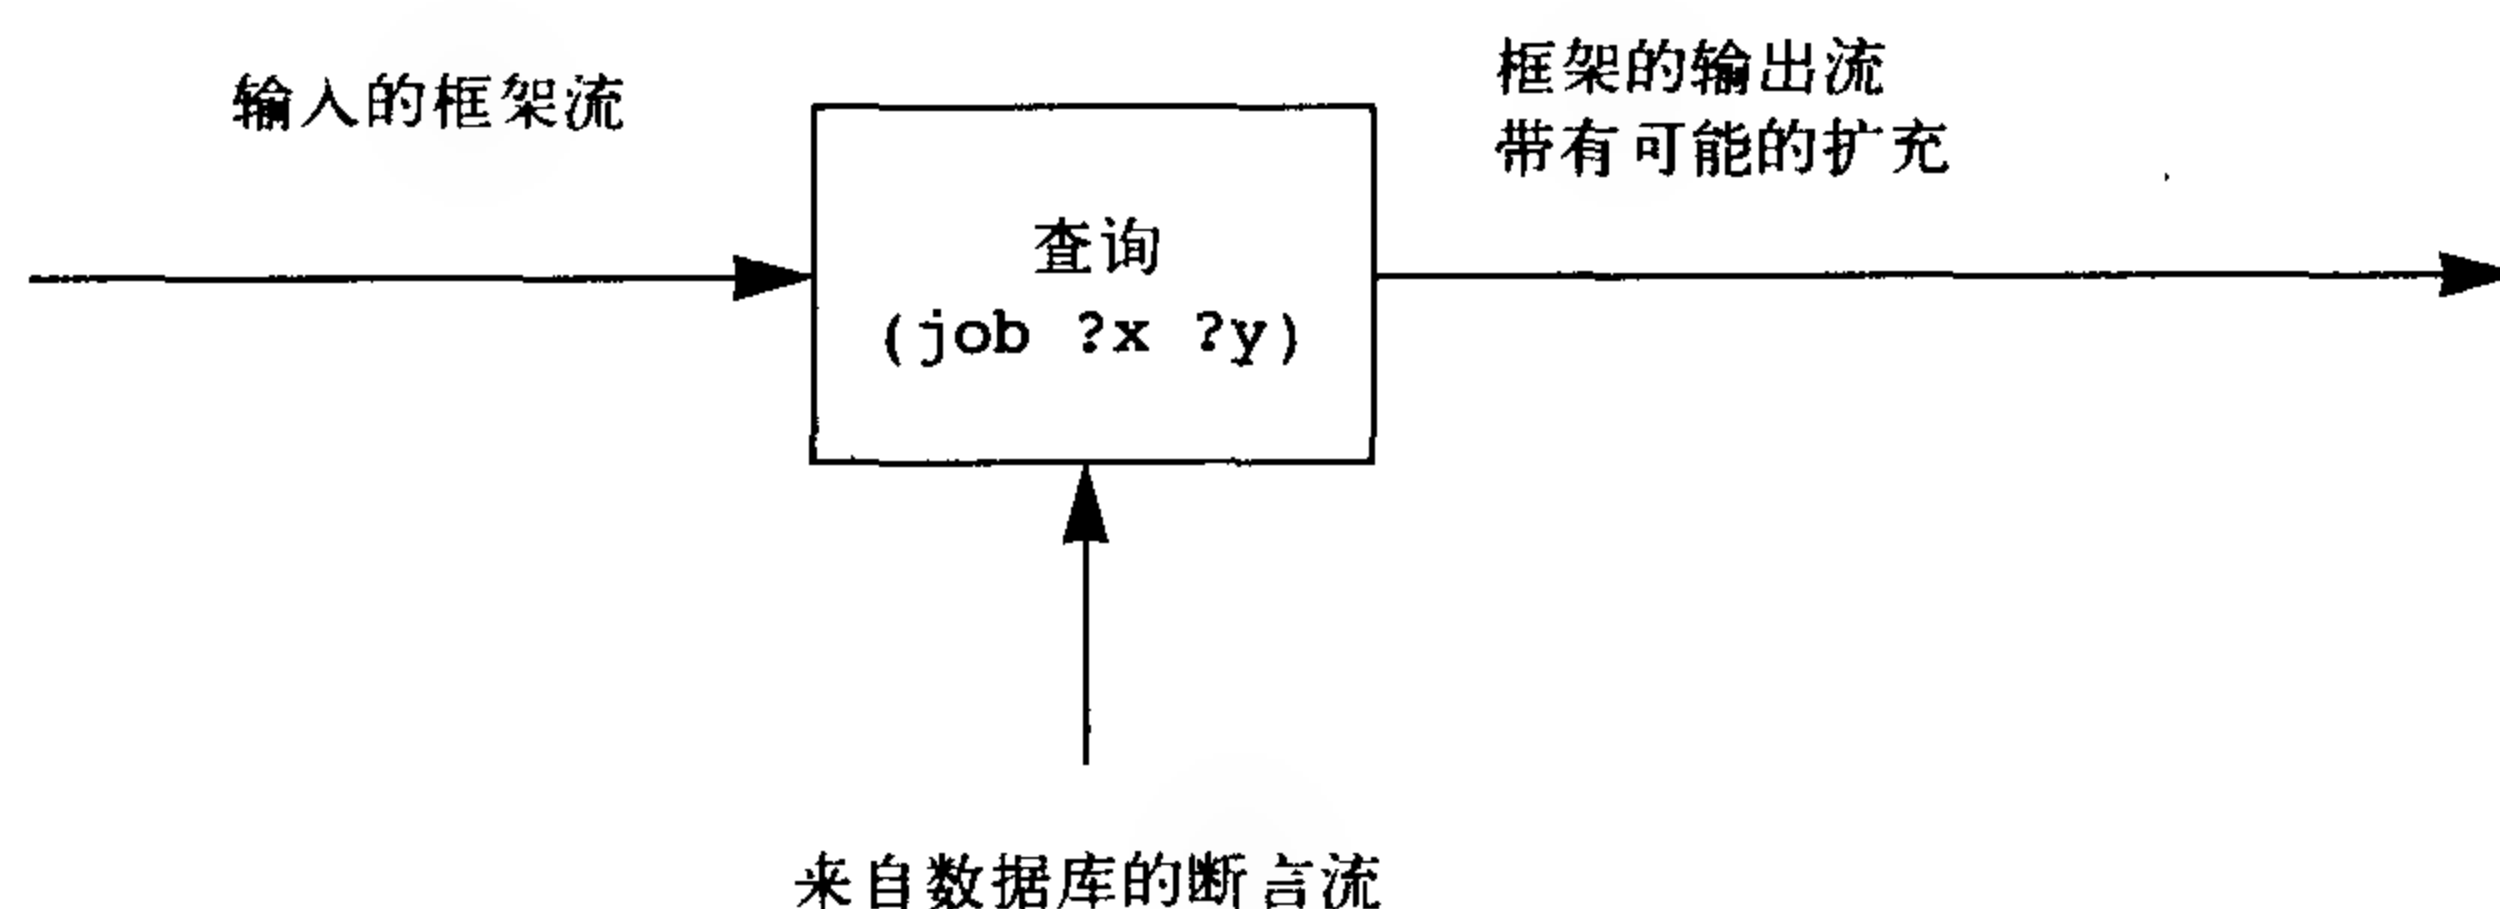 输入的框架流
框架的输出流
带有可能的扩充
查询
(job ?x ?y)
来自数据库的断言流